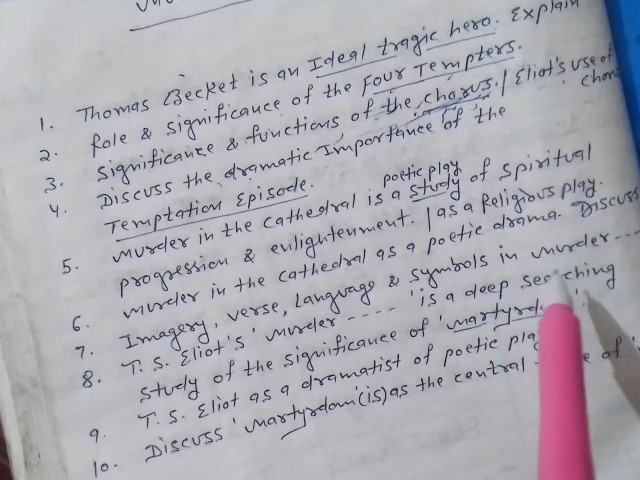 1. Thomas Becket is an Ideal tragic hero. Explain
2. Role & significance of the Four Tempters.
3. Significance & functions of the chorus. / Eliot's use of
4. Discuss the dramatic Importance of the
Temptation Episode.
poetic play
5. Murder in the cathedral is a study of spiritual
progression & enlightenment. / as a Religious play.
6. Murder in the cathedral as a poetic drama. Discuss
7. Imagery, verse, Language & symbols in murder----
8. T. S. Eliot's 'Murder---- 'is a deep searching
study of the significance of 'martyrdom'.
9. T. S. Eliot as a dramatist of poetic
10. Discuss 'Martyrdom' (is) as the central of